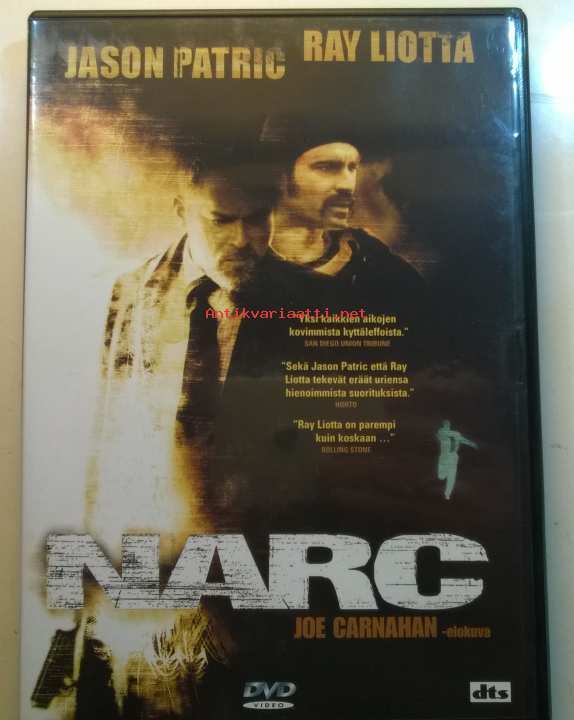 JASON PATRIC RAY LIOTTA
Antikvariaatti.net
"Yksi kaikkien aikojen
kovimmista kyttäleffoista."
SAN DIEGO UNION TRIBUNE
"Sekä Jason Patric että Ray
Liotta tekevät eräät uriensa
hienoimmista suorituksista."
HOHTO
"Ray Liotta on parempi
kuin koskaan ..."
ROLLING STONE
NARC
JOE CARNAHAN -elokuva
DVD
VIDEO
dts